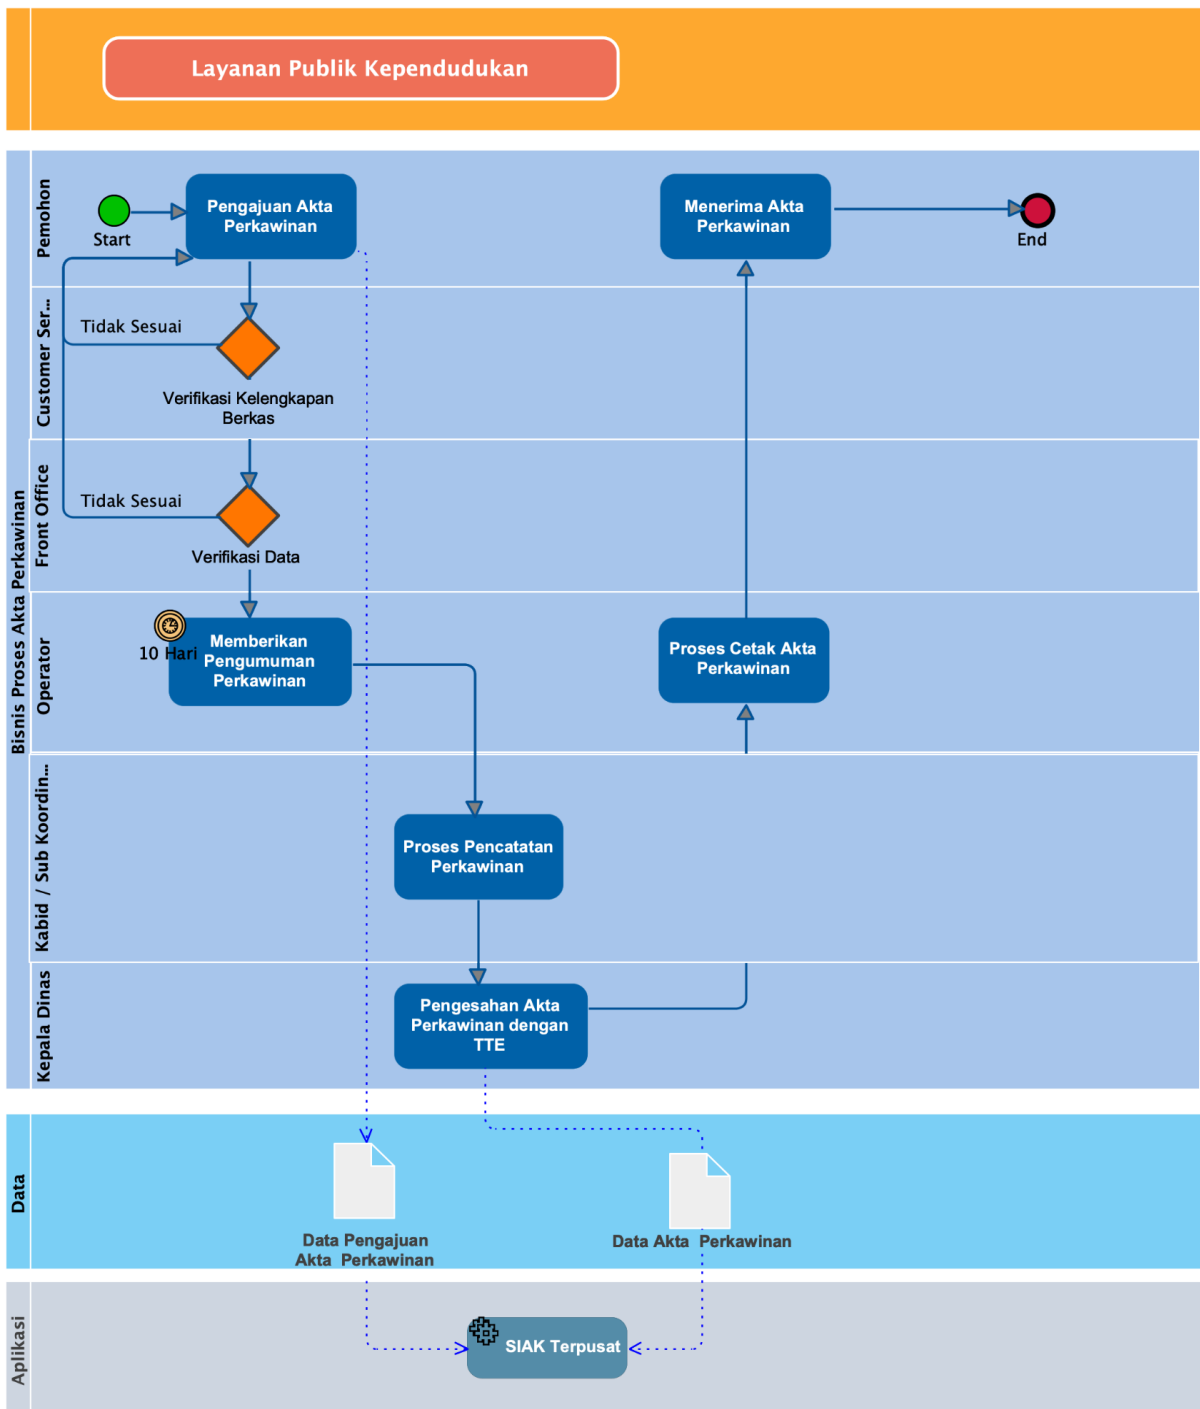 Layanan Publik Kependudukan
Bisnis Proses Akta Perkawinan
Pemohon
Start
Pengajuan Akta
Perkawinan
Menerima Akta
Perkawinan
End
Customer Ser...
Tidak Sesuai
Verifikasi Kelengkapan
Berkas
Front Office
Tidak Sesuai
Verifikasi Data
Operator
10 Hari
Memberikan
Pengumuman
Perkawinan
Proses Cetak Akta
Perkawinan
Kabid / Sub Koordin...
Proses Pencatatan
Perkawinan
Kepala Dinas
Pengesahan Akta
Perkawinan dengan
TTE
Data
Data Pengajuan
Akta  Perkawinan
Data Akta  Perkawinan
Aplikasi
SIAK Terpusat